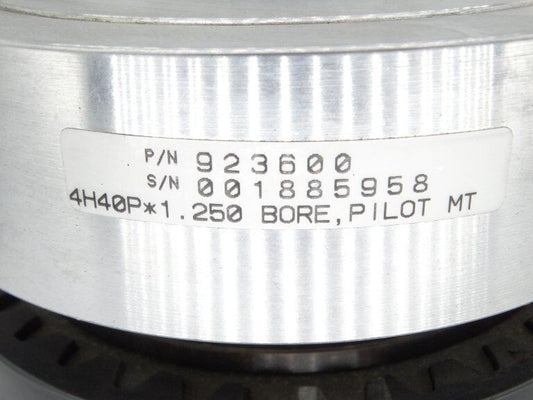 P/N 923600
S/N 001885958
4H40P*1.250 BORE, PILOT MT